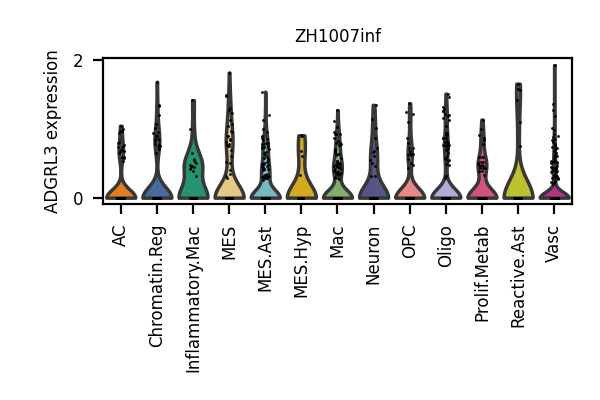 ZH1007inf
ADGRL3 expression
2
0
AC
Chromatin.Reg
Inflammatory.Mac
MES
MES.Ast
MES.Hyp
Mac
Neuron
OPC
Oligo
Prolif.Metab
Reactive.Ast
Vasc